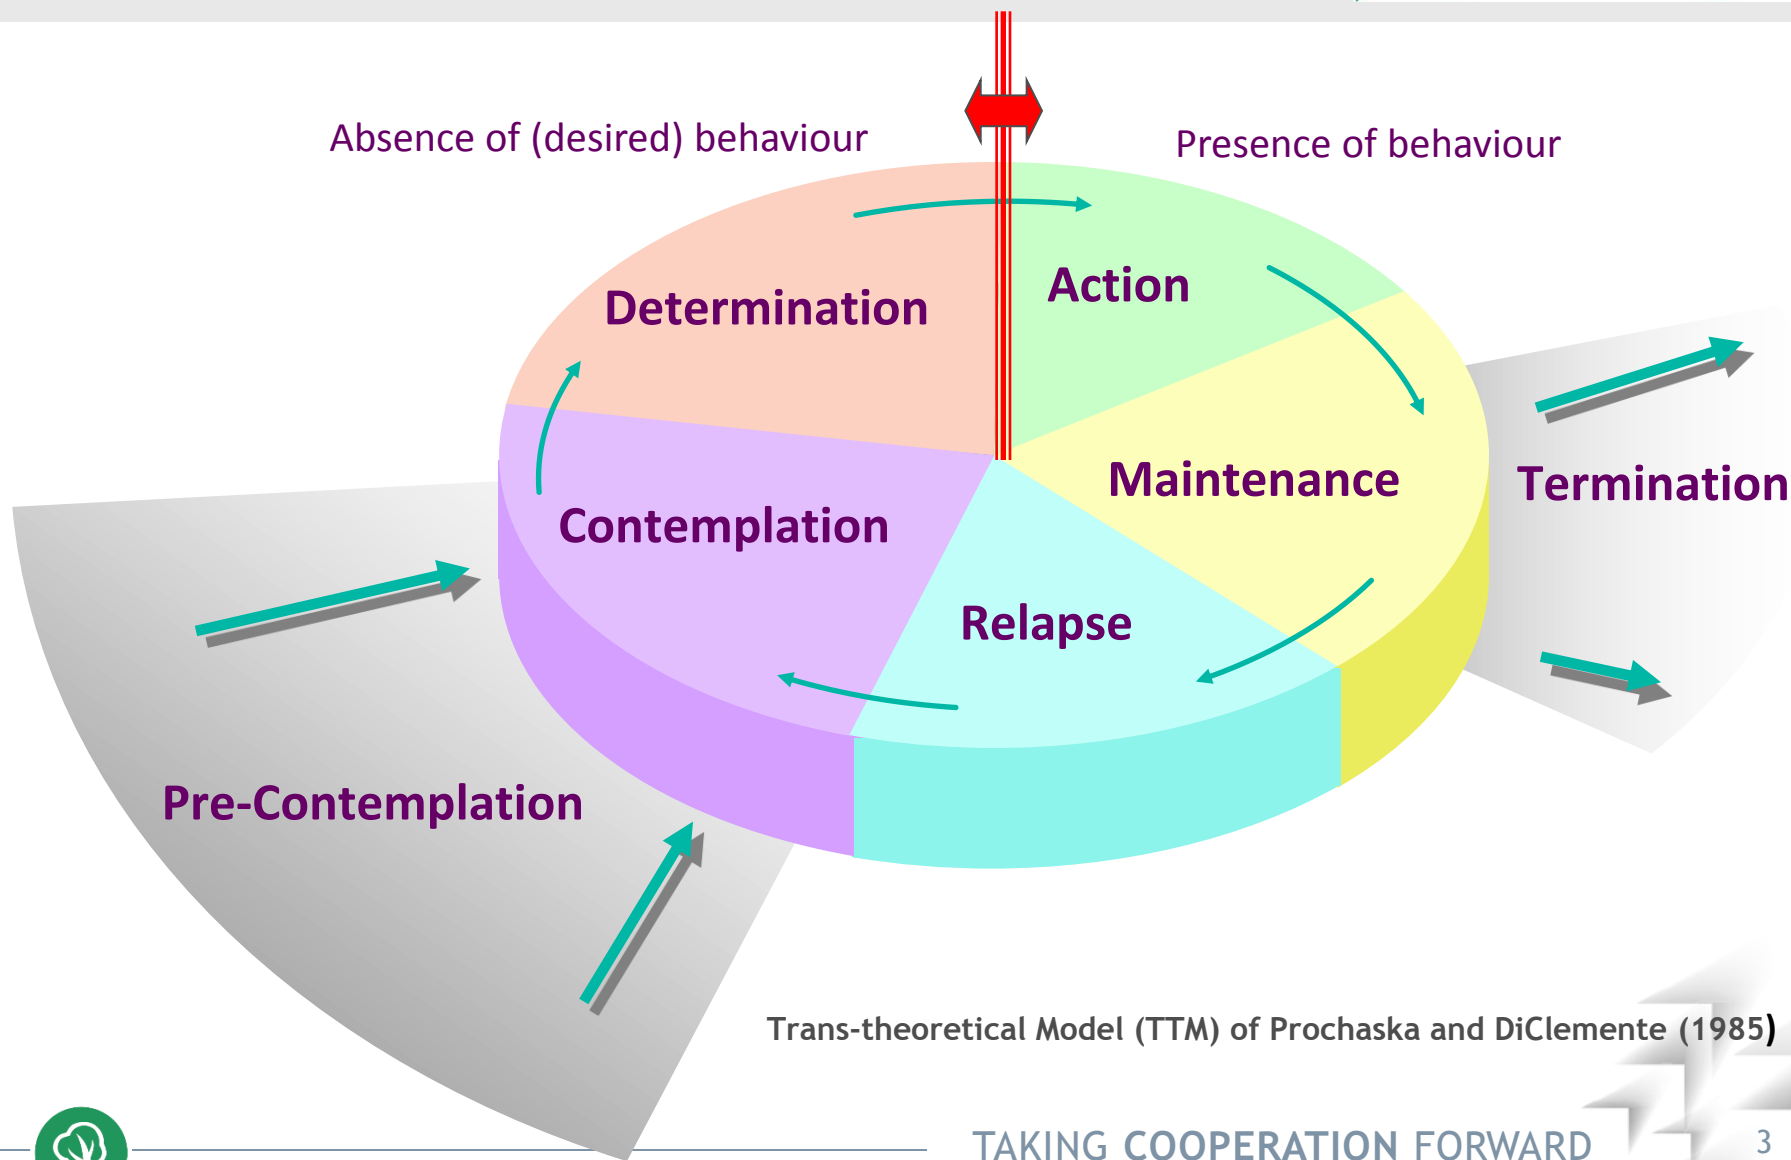 Absence of (desired) behaviour
Presence of behaviour
Determination
Action
Contemplation
Maintenance
Termination
Relapse
Pre-Contemplation
Trans-theoretical Model (TTM) of Prochaska and DiClemente (1985)
TAKING COOPERATION FORWARD
3